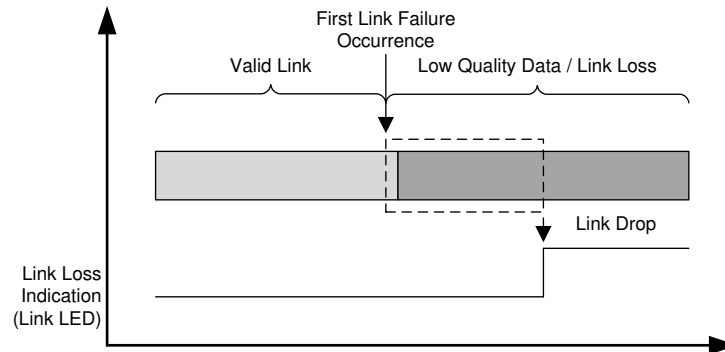 First Link Failure
Occurrence
Valid Link
Low Quality Data / Link Loss
Link Drop
Link Loss
Indication
(Link LED)